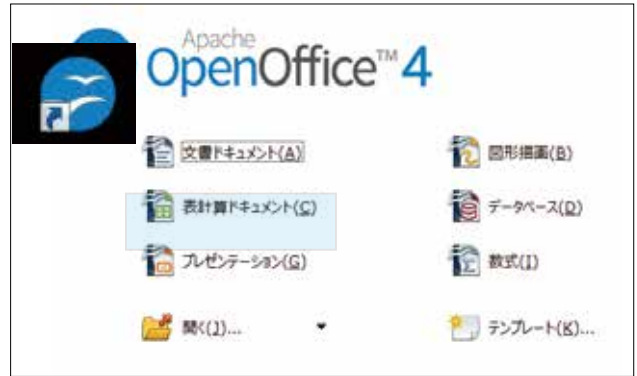 Apache
OpenOffice™ 4
文書ドキュメント(A)
図形描画(B)
表計算ドキュメント(C)
データベース(D)
プレゼンテーション(G)
数式(I)
開く(J)...
テンプレート(K)...